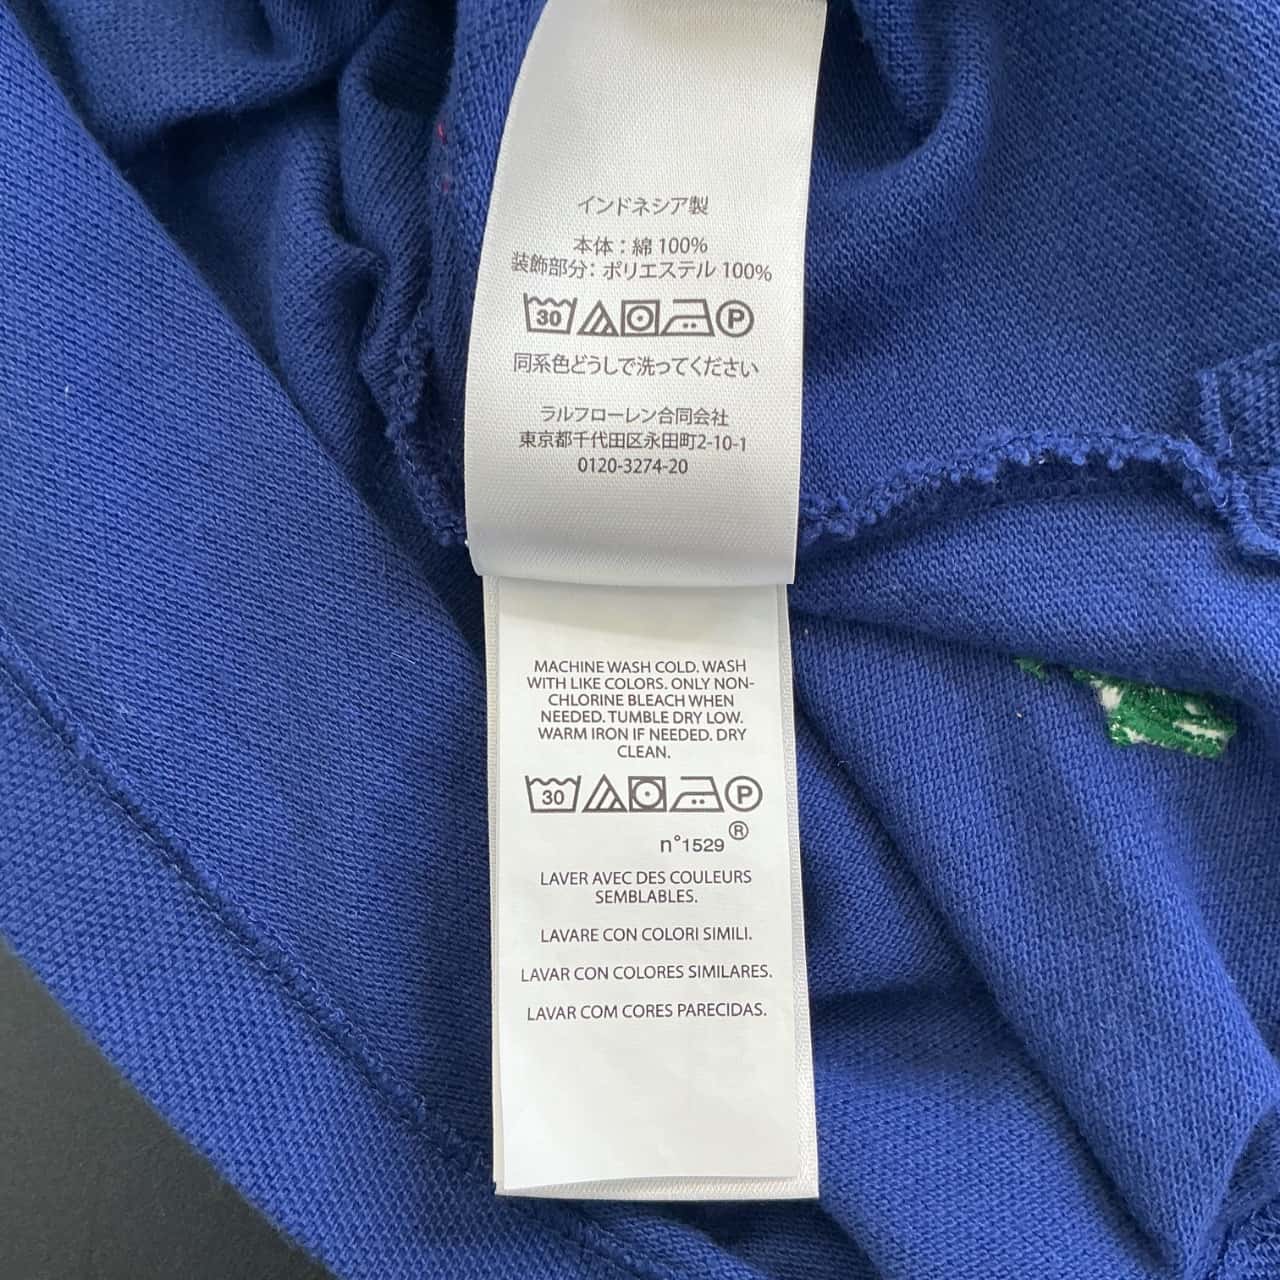 インドネシア製
本体：綿 100%
装飾部分：ポリエステル 100%
30 P
同系色どうしで洗ってください
ラルフローレン合同会社
東京都千代田区永田町2-10-1
0120-3274-20
MACHINE WASH COLD. WASH
WITH LIKE COLORS. ONLY NON-
CHLORINE BLEACH WHEN
NEEDED. TUMBLE DRY LOW.
WARM IRON IF NEEDED. DRY
CLEAN.
30 P
n°1529 ®
LAVER AVEC DES COULEURS
SEMBLABLES.
LAVARE CON COLORI SIMILI.
LAVAR CON COLORES SIMILARES.
LAVAR COM CORES PARECIDAS.